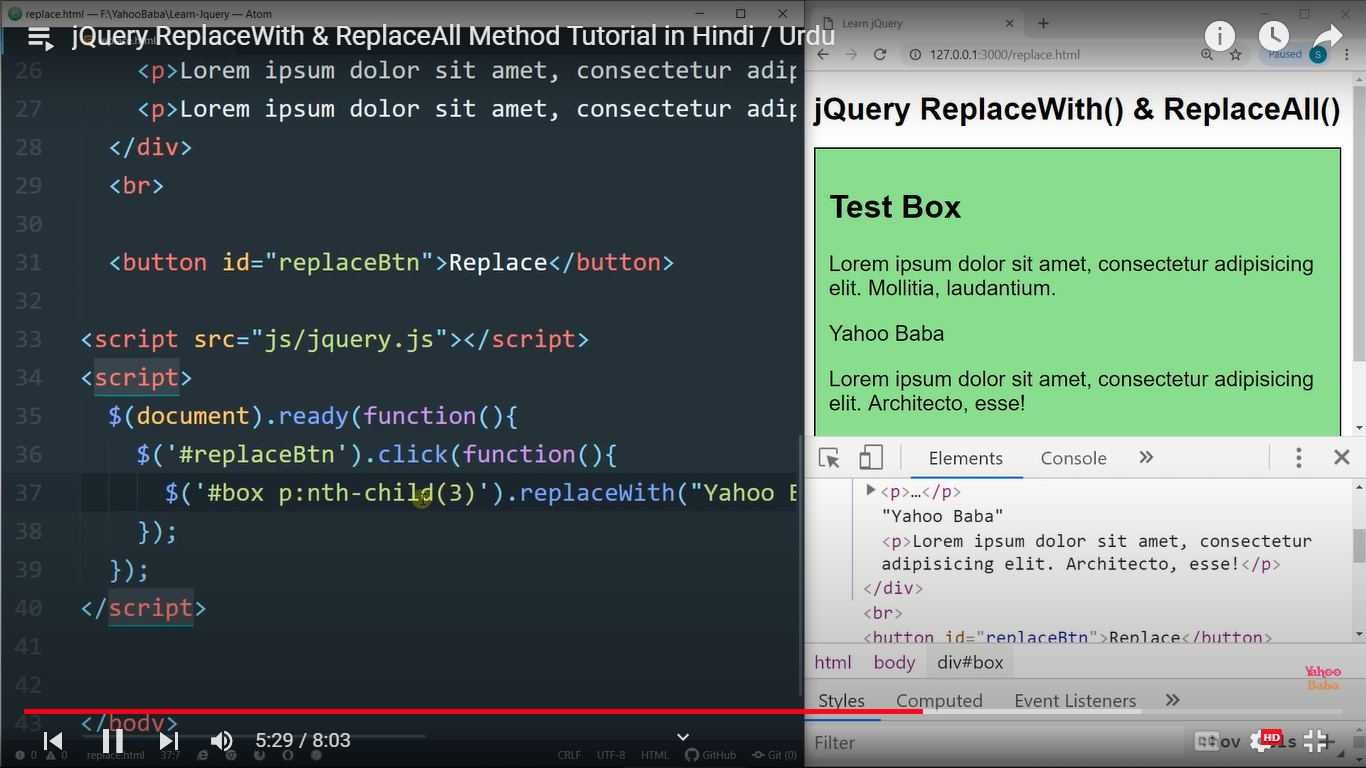 replace.html — F:\YahooBaba\Learn-Jquery — Atom
jQuery ReplaceWith & ReplaceAll Method Tutorial in Hindi / Urdu
26 <p>Lorem ipsum dolor sit amet, consectetur adip
27 <p>Lorem ipsum dolor sit amet, consectetur adip
28 </div>
29 <br>
30
31 <button id="replaceBtn">Replace</button>
32
33 <script src="js/jquery.js"></script>
34 <script>
35 $(document).ready(function(){
36 $('#replaceBtn').click(function(){
37 $('#box p:nth-child(3)').replaceWith("Yahoo B
38 });
39 });
40 </script>
41
42
43 </body>
5:29 / 8:03
0 0 replace.html 37:7
CRLF UTF-8 HTML GitHub Git (0)
Learn jQuery
127.0.0.1:3000/replace.html
Paused S
jQuery ReplaceWith() & ReplaceAll()
Test Box
Lorem ipsum dolor sit amet, consectetur adipisicing
elit. Mollitia, laudantium.
Yahoo Baba
Lorem ipsum dolor sit amet, consectetur adipisicing
elit. Architecto, esse!
Elements Console
<p>…</p>
"Yahoo Baba"
<p>Lorem ipsum dolor sit amet, consectetur
adipisicing elit. Architecto, esse!</p>
</div>
<br>
<button id="replaceBtn">Replace</button>
html body div#box
Yahoo
Baba
Styles Computed Event Listeners
Filter
HD